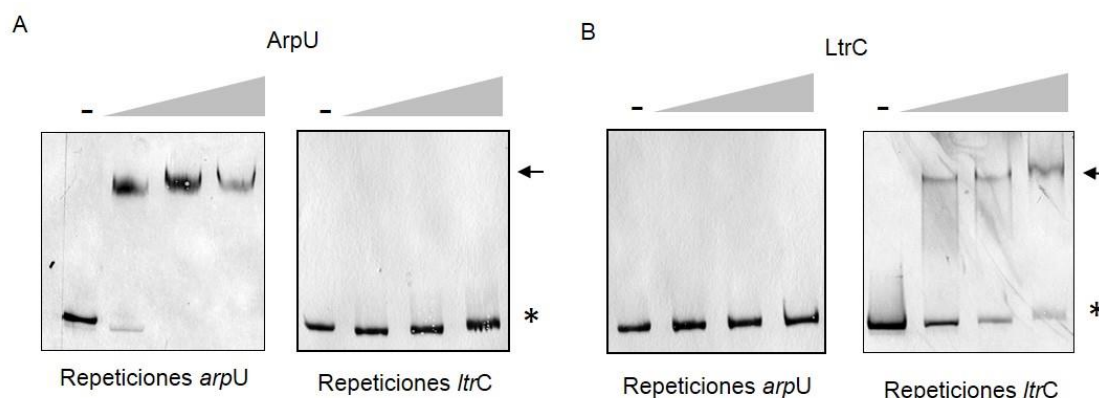 A
ArpU
B
LtrC
- -
- -
*
*
Repeticiones arpU
Repeticiones ltrC
Repeticiones arpU
Repeticiones ltrC